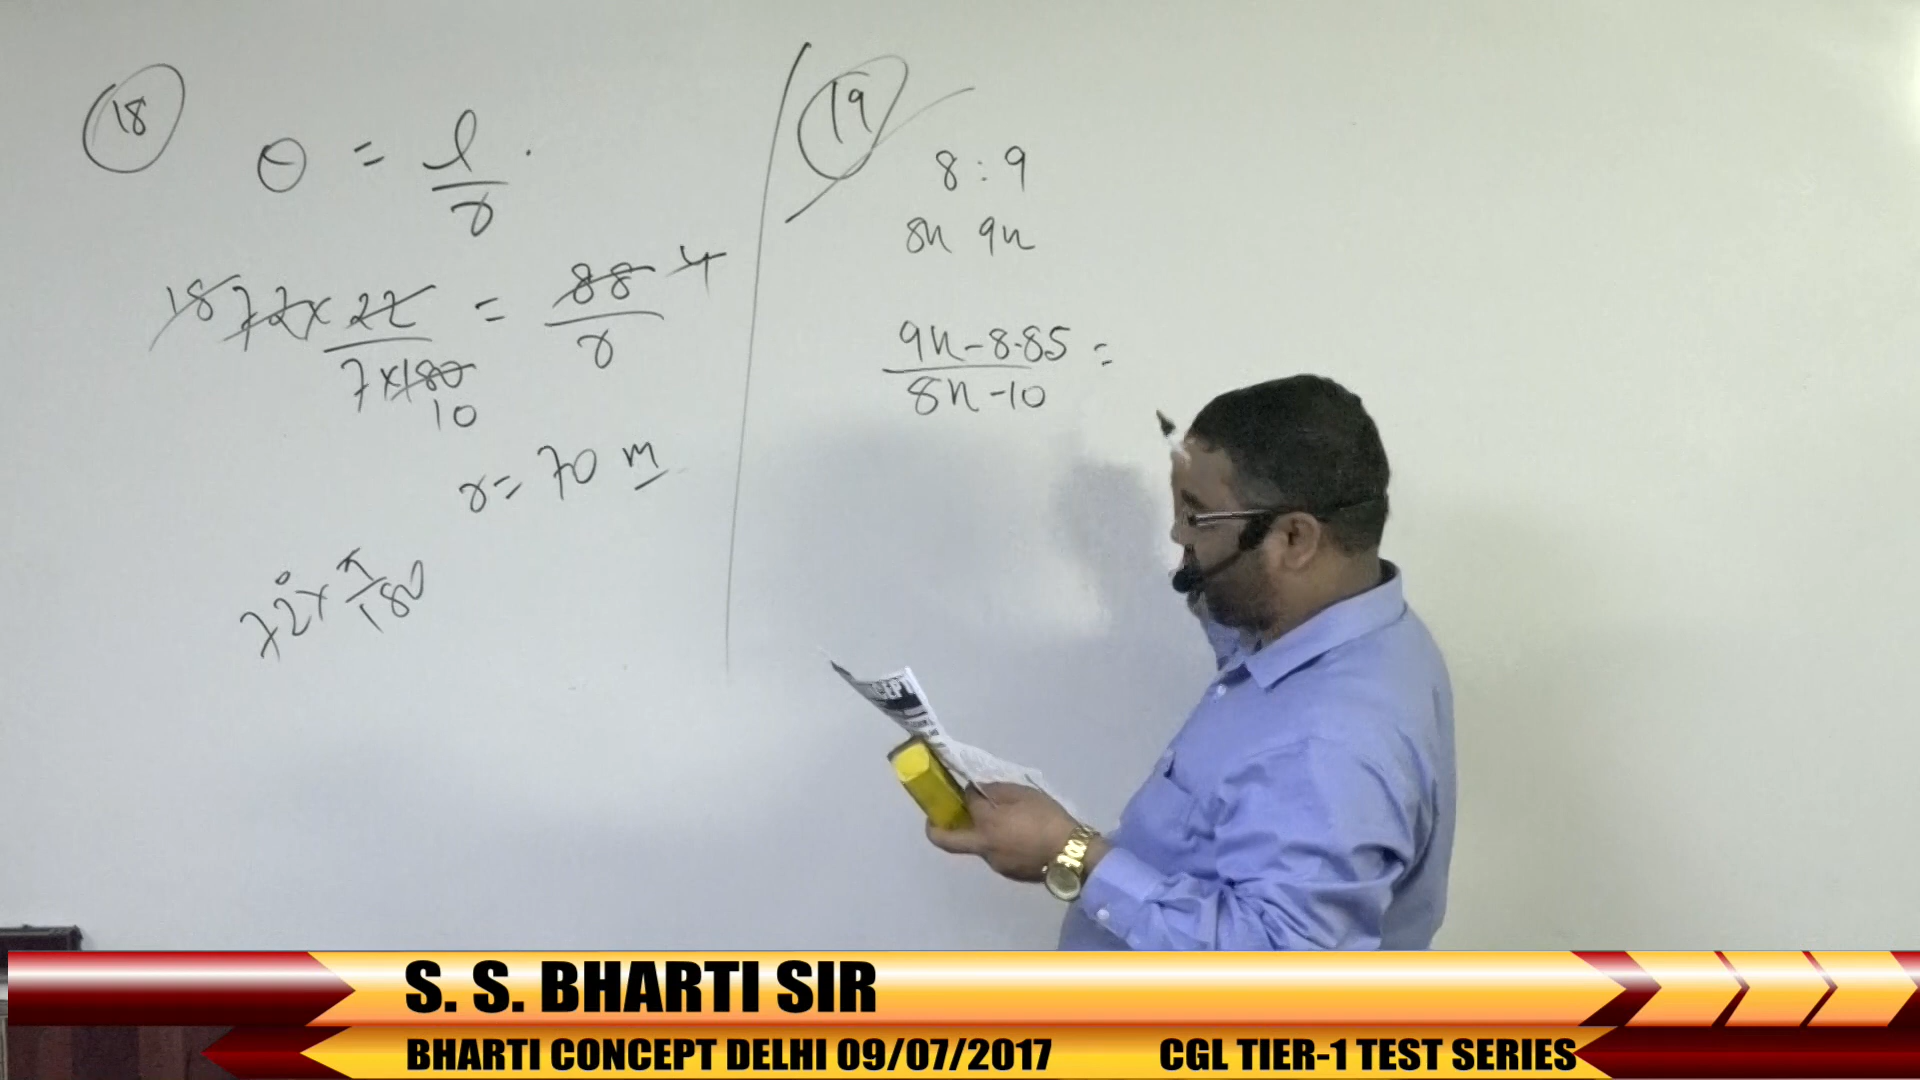 18
θ = l/r .
18 72 x 22 / 7 x 180 = 88 / r 4
10
r = 70 m
72° x π/180
19
8 : 9
8x 9x
9x - 8.85 / 8x - 10 =
CEPT
S. S. BHARTI SIR
BHARTI CONCEPT DELHI 09/07/2017 CGL TIER-1 TEST SERIES